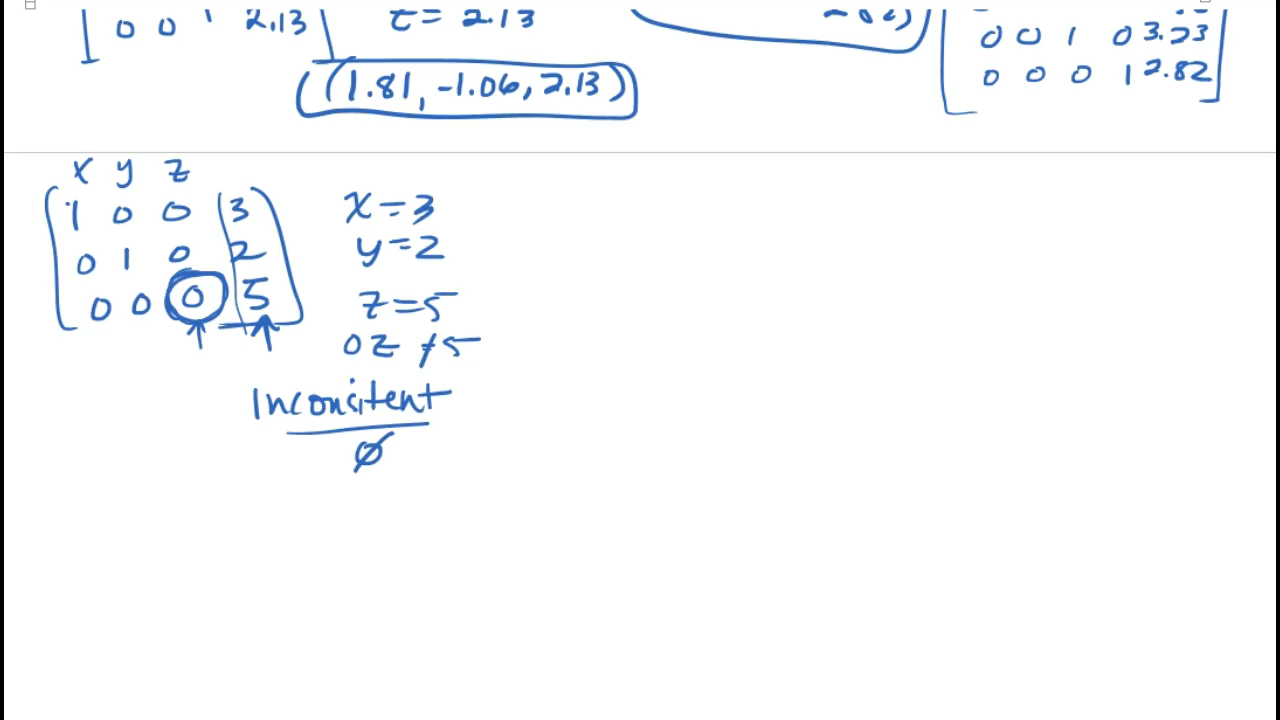 0 0 1 2.13
z = 2.13
(1.81, -1.06, 2.13)
0 0 1 0 3.23
0 0 0 1 2.82
x y z
1 0 0 3
0 1 0 2
0 0 0 5
x = 3
y = 2
z = 5
0z ≠ 5
Inconsitent
∅